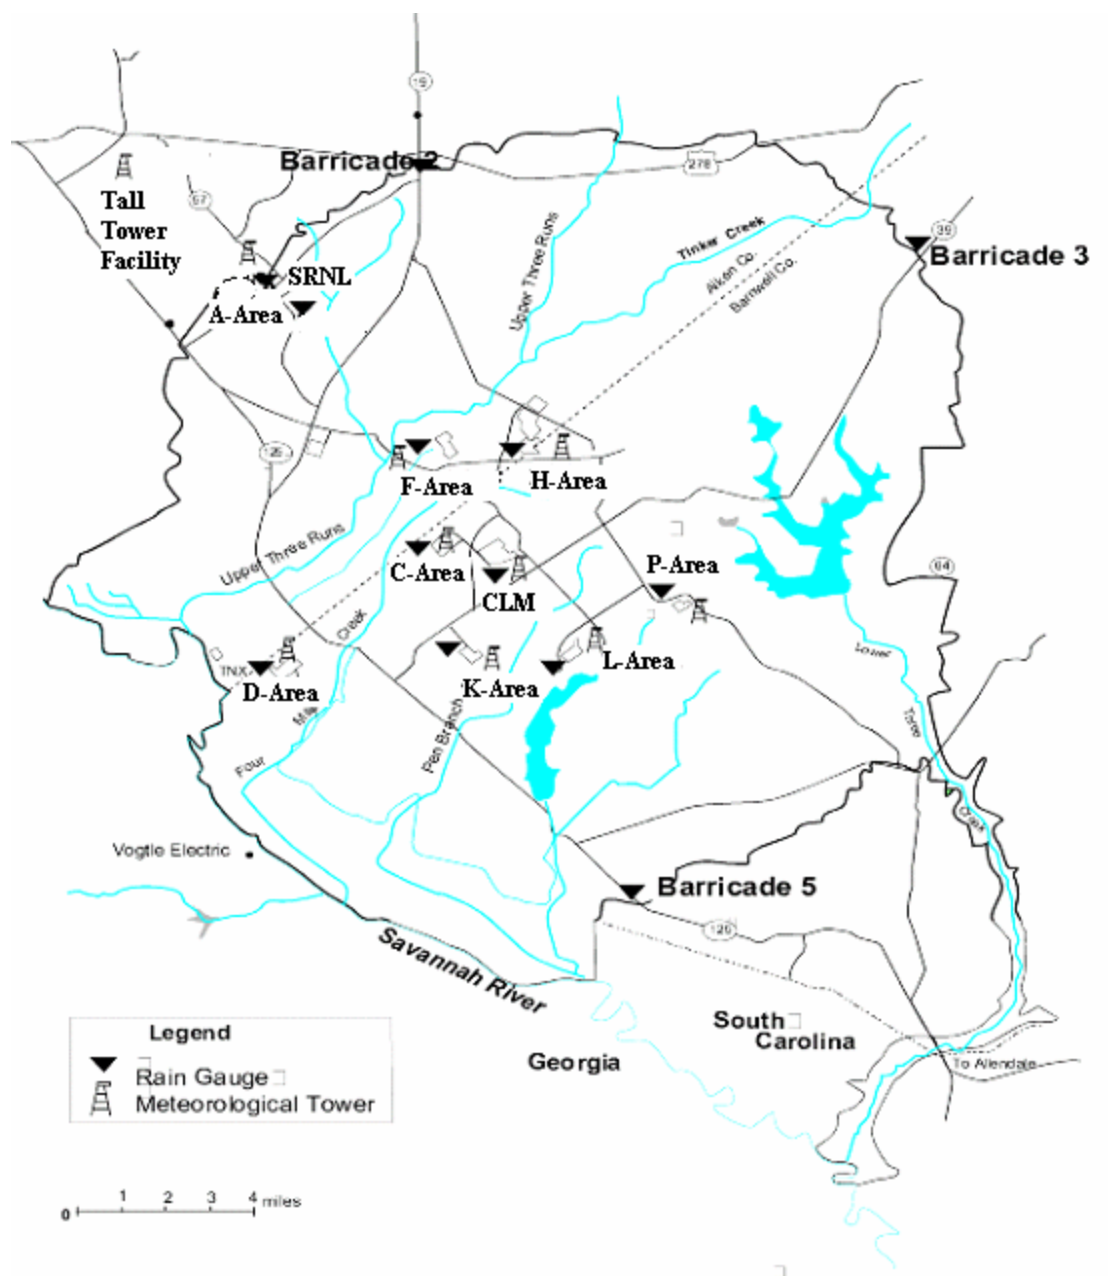 19
Barricade 2
278
Tall
Tower
Facility
57
Upper Three Runs
Tinker Creek
39
Barricade 3
SRNL
Aiken Co.
Barnwell Co.
A-Area
125
F-Area
H-Area
Upper Three Runs
C-Area
P-Area
64
CLM
Creek
Lower
TNX
D-Area
K-Area
L-Area
Mile
Three
Pen Branch
Four
Creek
Vogtle Electric
Barricade 5
125
Savannah River
South
Carolina
Georgia
To Allendale
Legend
Rain Gauge
Meteorological Tower
0 1 2 3 4 miles